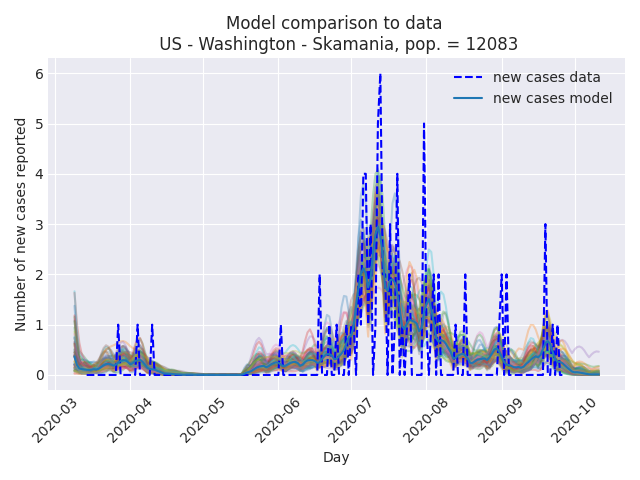 Model comparison to data
US - Washington - Skamania, pop. = 12083
new cases data
new cases model
Number of new cases reported
6
5
4
3
2
1
0
2020-03
2020-04
2020-05
2020-06
2020-07
2020-08
2020-09
2020-10
Day